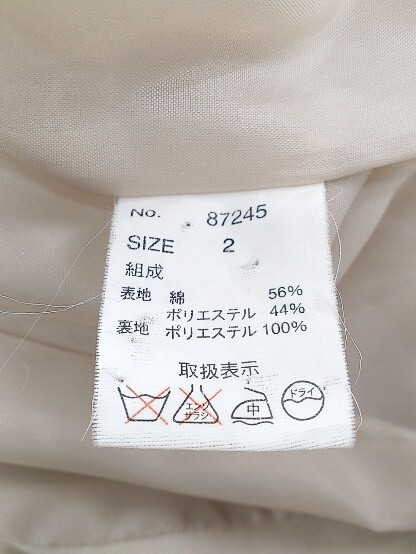 No. 87245
SIZE 2
組成
表地 綿 56%
ポリエステル 44%
裏地 ポリエステル 100%
取扱表示
エンソ サラシ 中 ドライ